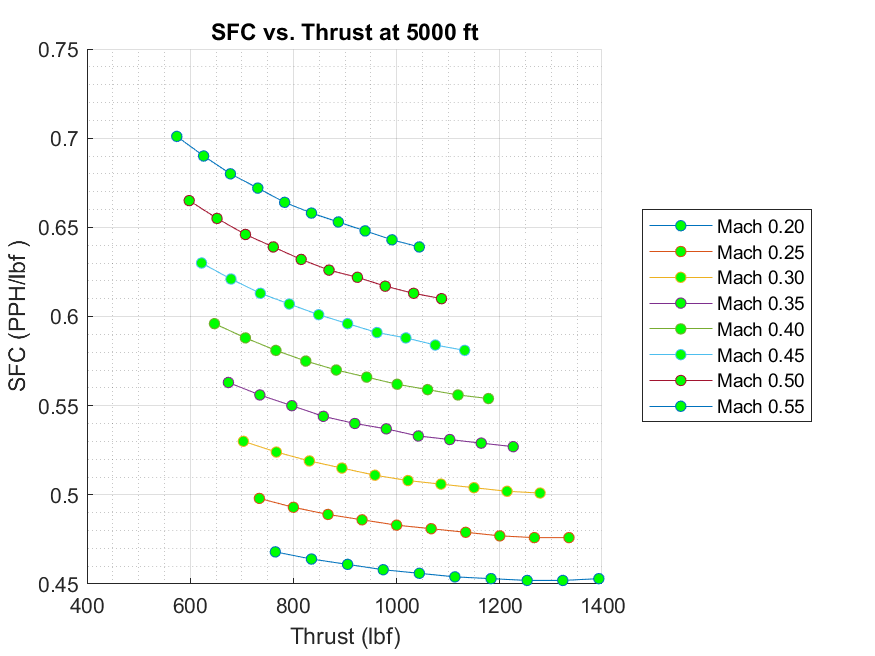 SFC vs. Thrust at 5000 ft
0.75
0.7
0.65
0.6
0.55
0.5
0.45
SFC (PPH/lbf )
400
600
800
1000
1200
1400
Thrust (lbf)
Mach 0.20
Mach 0.25
Mach 0.30
Mach 0.35
Mach 0.40
Mach 0.45
Mach 0.50
Mach 0.55